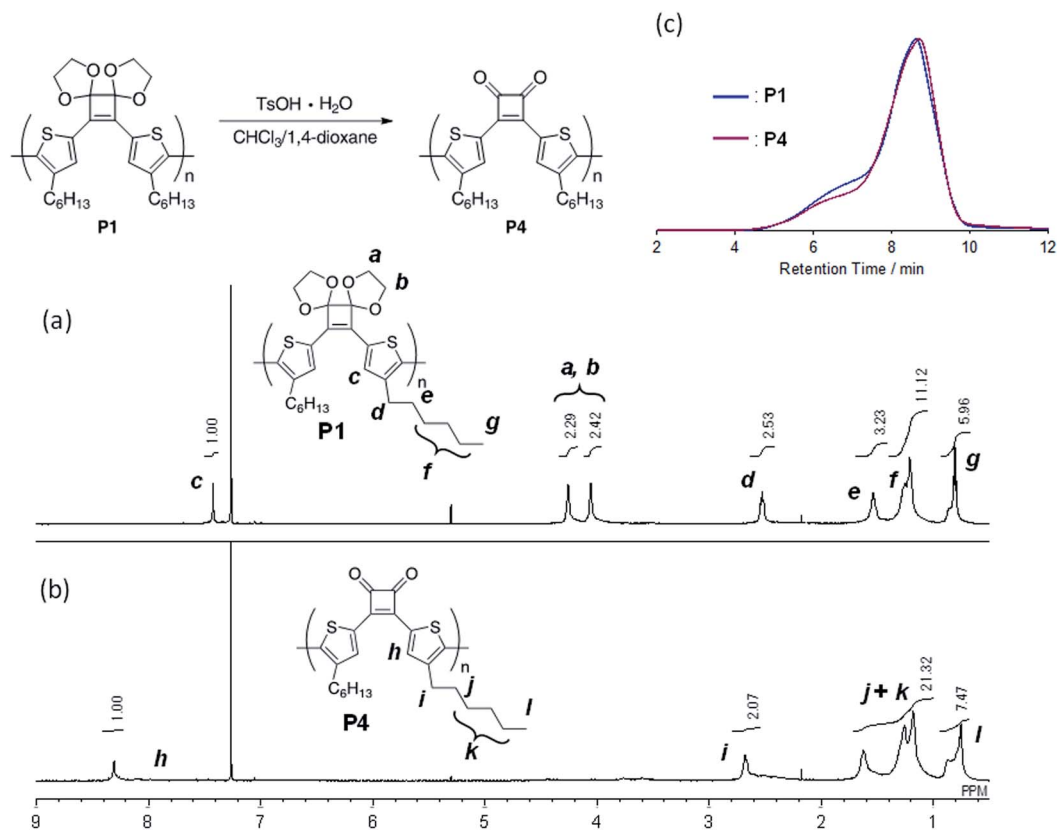 (c)
O O
O O
S S
n
C6H13 C6H13
P1
TsOH • H2O
CHCl3/1,4-dioxane
O O
S S
n
C6H13 C6H13
P4
: P1
: P4
2 4 6 8 10 12
Retention Time / min
(a)
a
b
O O
O O
S S
n
c
C6H13
d
e
f
g
P1
c
1.00
a, b
2.29
2.42
d
2.53
e
3.23
f
11.12
5.96
g
(b)
O O
S S
n
h
C6H13
i
j
k
l
P4
h
1.00
i
2.07
j + k
21.32
7.47
l
PPM
9 8 7 6 5 4 3 2 1